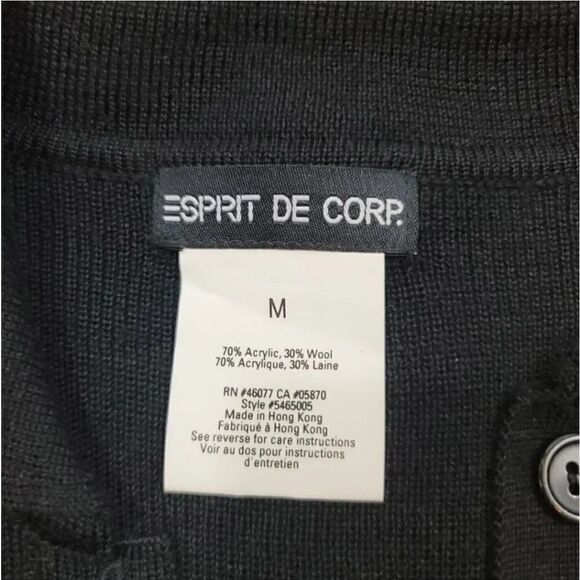 ESPRIT DE CORP.
M
70% Acrylic, 30% Wool
70% Acrylique, 30% Laine
RN #46077 CA #05870
Style #5465005
Made in Hong Kong
Fabriqué à Hong Kong
See reverse for care instructions
Voir au dos pour instructions
d'entretien